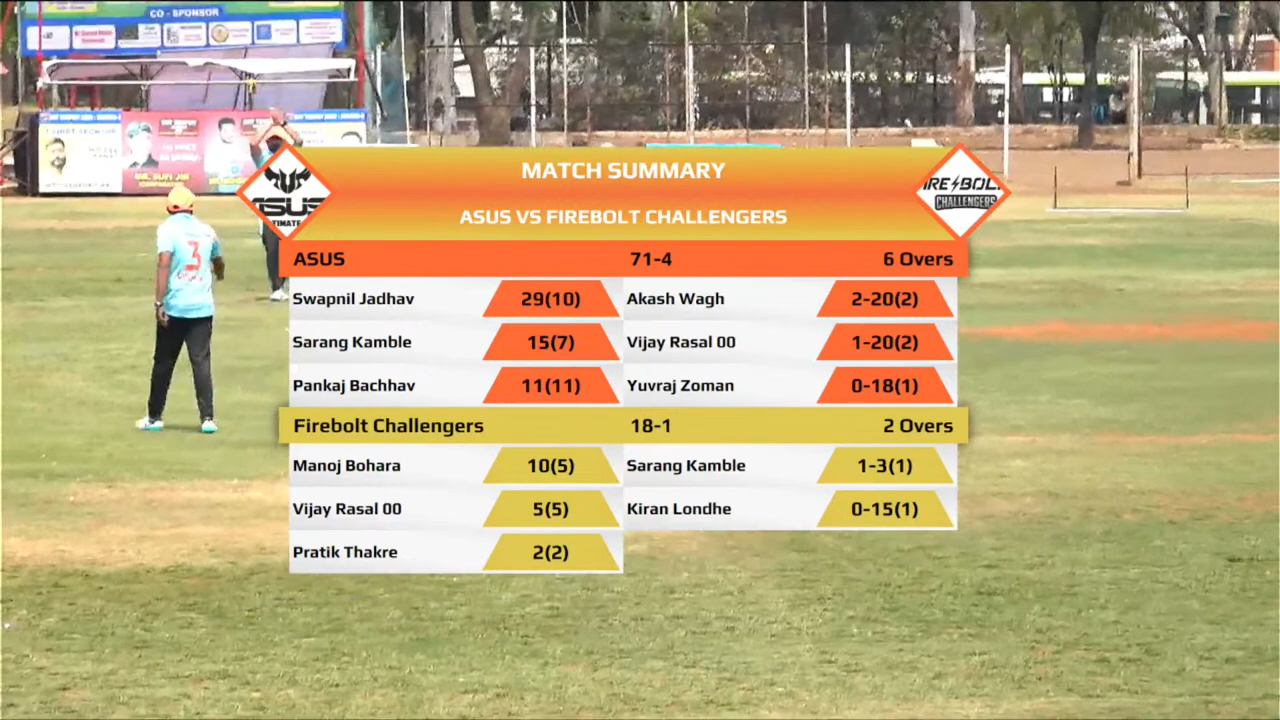 CO - SPONSOR
MATCH SUMMARY
ASUS VS FIREBOLT CHALLENGERS
ASUS
CHALLENGERS
ASUS 71-4 6 Overs
Swapnil Jadhav 29(10) Akash Wagh 2-20(2)
Sarang Kamble 15(7) Vijay Rasal 00 1-20(2)
Pankaj Bachhav 11(11) Yuvraj Zoman 0-18(1)
Firebolt Challengers 18-1 2 Overs
Manoj Bohara 10(5) Sarang Kamble 1-3(1)
Vijay Rasal 00 5(5) Kiran Londhe 0-15(1)
Pratik Thakre 2(2)
3